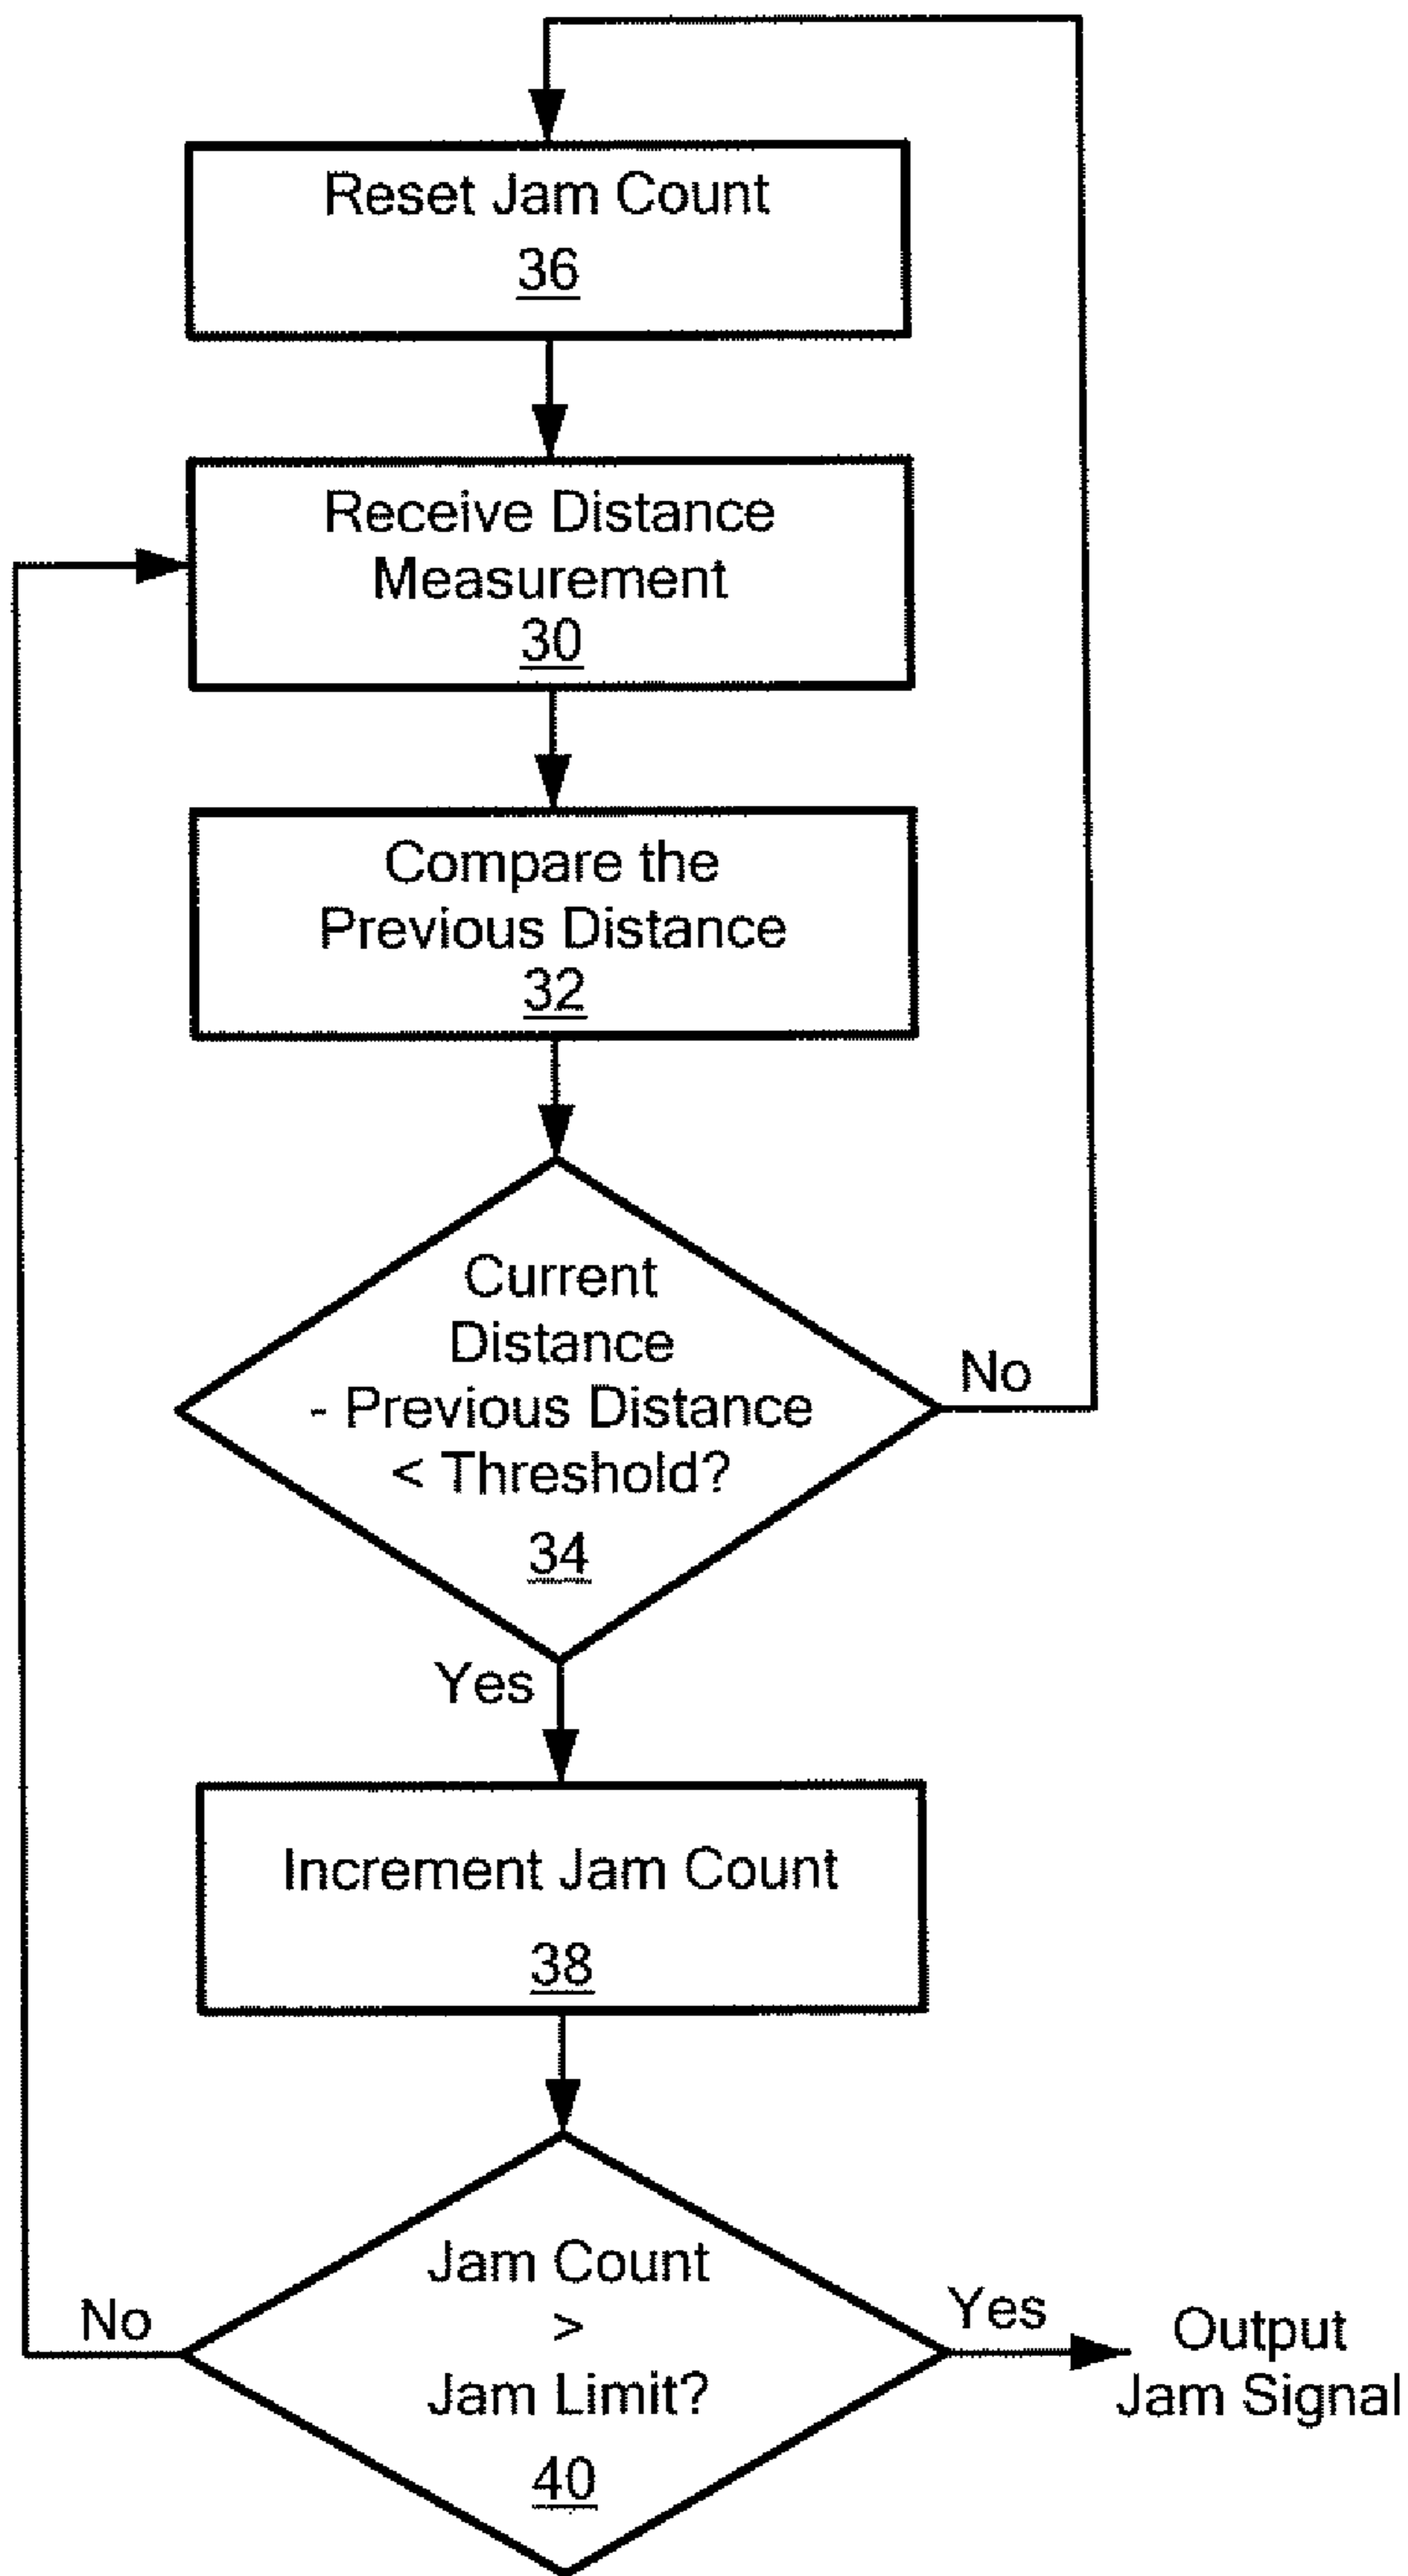 Reset Jam Count
36
Receive Distance
Measurement
30
Compare the
Previous Distance
32
Current
Distance
- Previous Distance
< Threshold?
34
No
Yes
Increment Jam Count
38
Jam Count
>
Jam Limit?
40
No
Yes
Output
Jam Signal